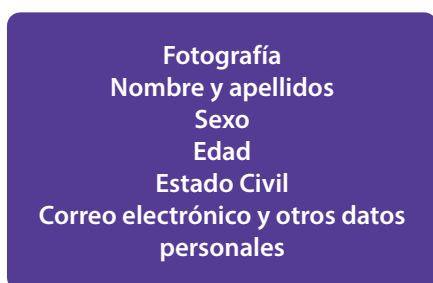 Fotografía
Nombre y apellidos
Sexo
Edad
Estado Civil
Correo electrónico y otros datos
personales